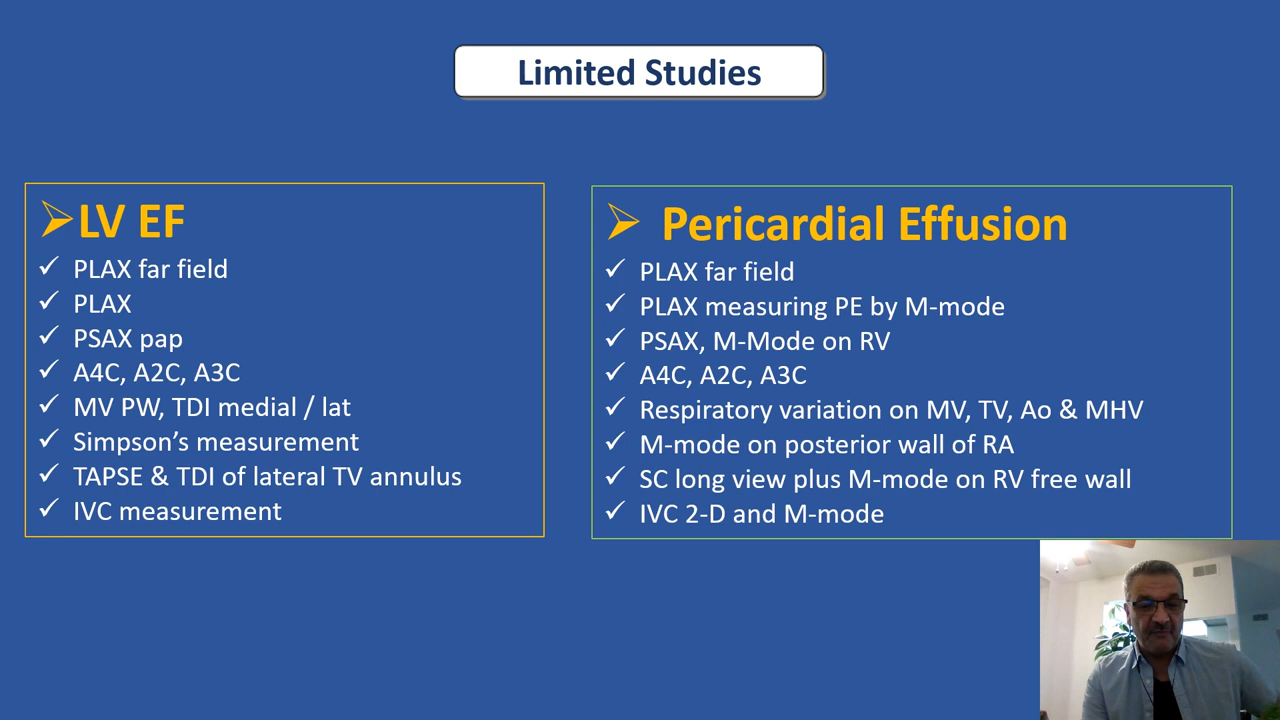 Limited Studies
LV EF
PLAX far field
PLAX
PSAX pap
A4C, A2C, A3C
MV PW, TDI medial / lat
Simpson’s measurement
TAPSE & TDI of lateral TV annulus
IVC measurement
Pericardial Effusion
PLAX far field
PLAX measuring PE by M-mode
PSAX, M-Mode on RV
A4C, A2C, A3C
Respiratory variation on MV, TV, Ao & MHV
M-mode on posterior wall of RA
SC long view plus M-mode on RV free wall
IVC 2-D and M-mode